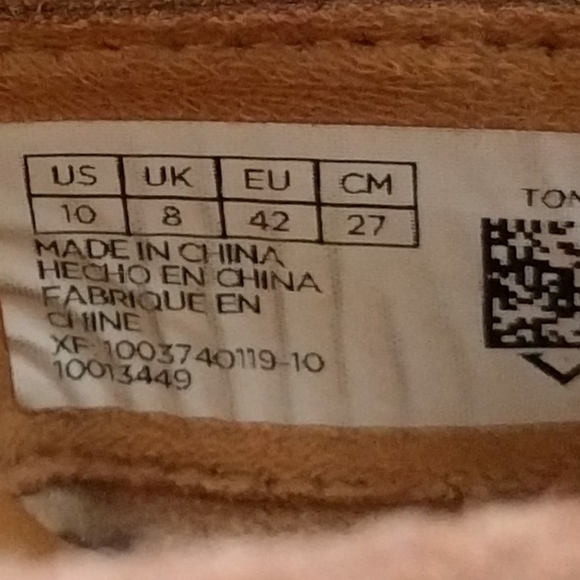 US UK EU CM
10 8 42 27
MADE IN CHINA
HECHO EN CHINA
FABRIQUE EN
CHINE
XF 1003740119-10
10013449
TOM